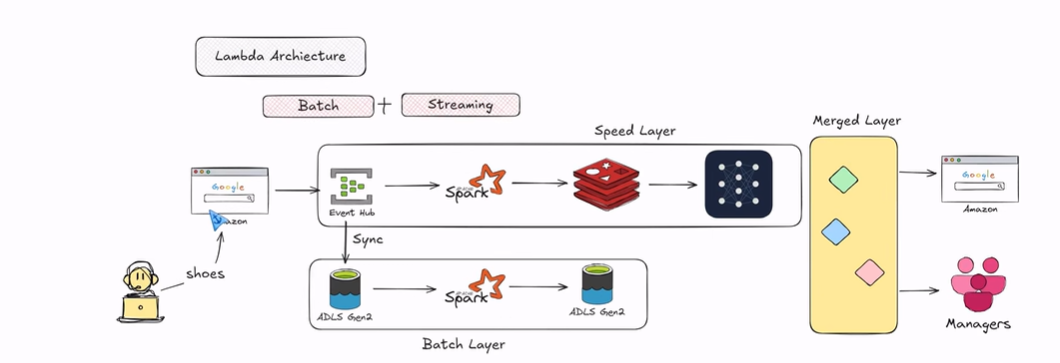 Lambda Archiecture
Batch + Streaming
Speed Layer
Merged Layer
Google
Amazon
Event Hub
Spark
Google
Amazon
Sync
shoes
ADLS Gen2
Spark
ADLS Gen2
Batch Layer
Managers